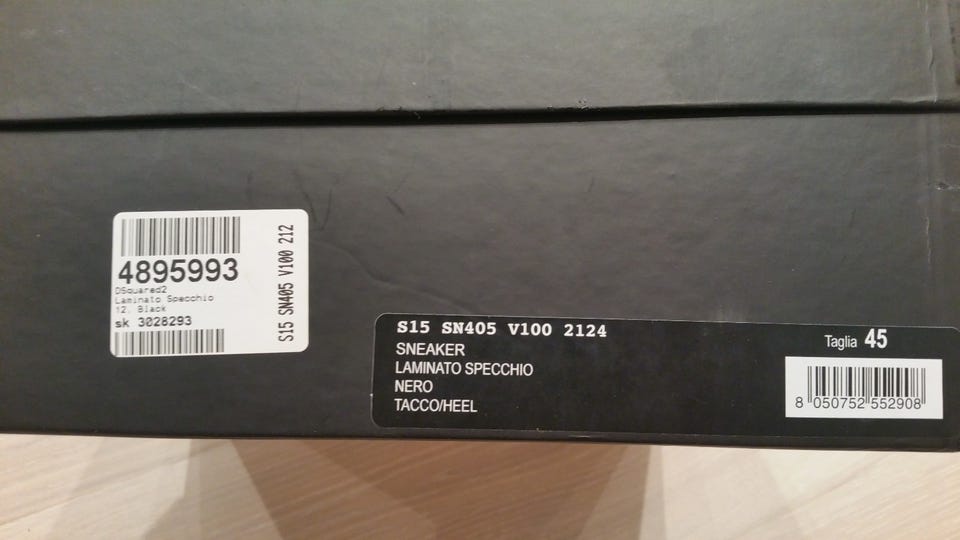 4895993
DSquared2
Laminato Specchio
12. Black
sk 3028293
S15 SN405 V100 212
S15 SN405 V100 2124
SNEAKER
LAMINATO SPECCHIO
NERO
TACCO/HEEL
Taglia 45
8 050752 552908